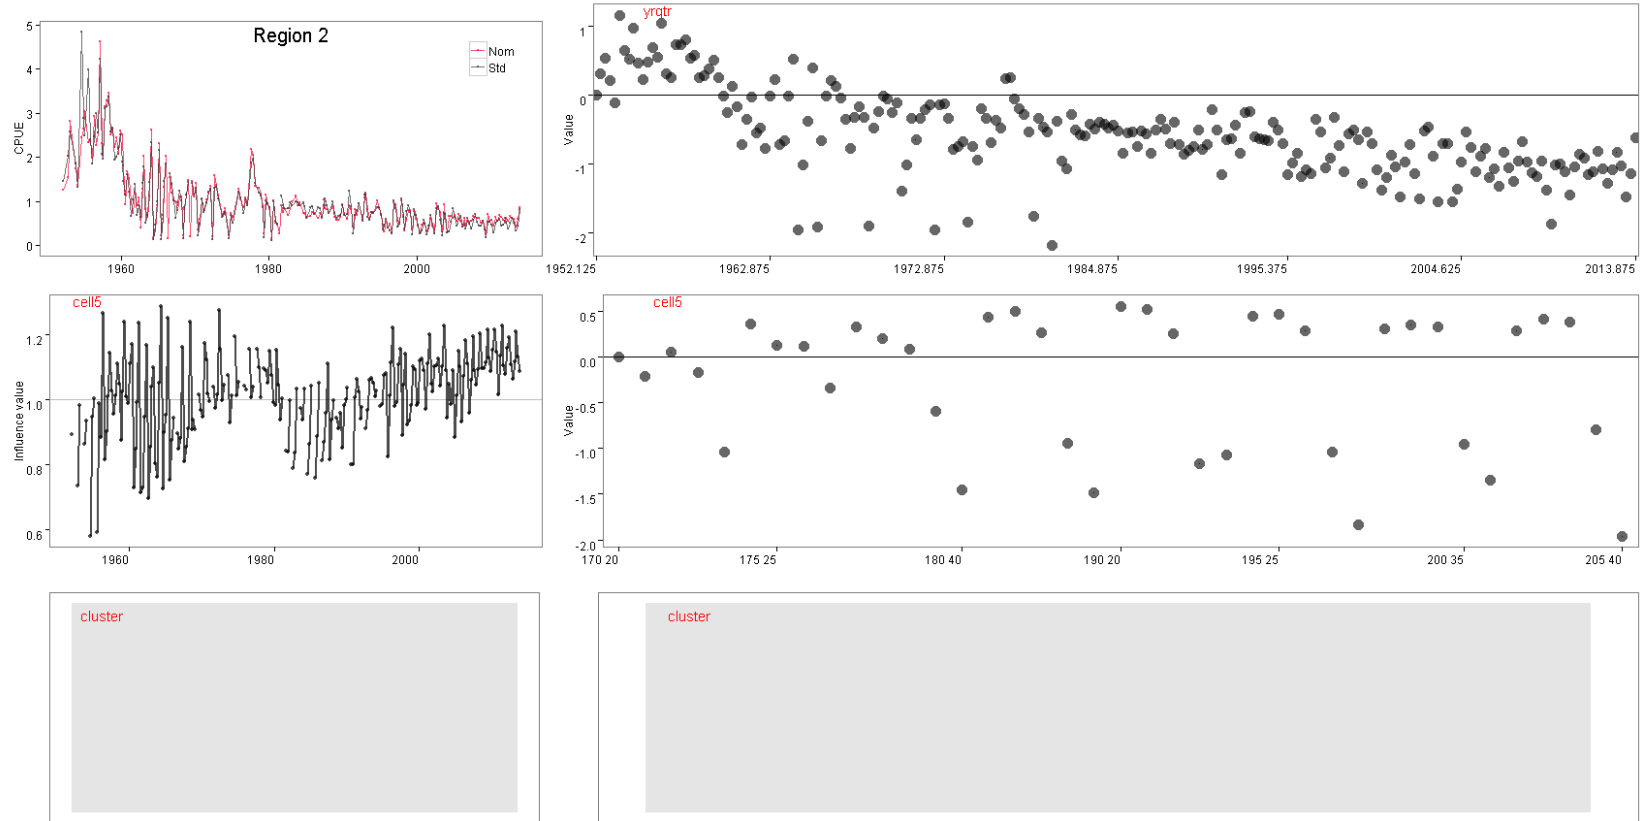 Region 2
Nom
Std
CPUE
5
4
3
2
1
0
1960 1980 2000
yrqtr
Value
1
0
-1
-2
1952.125 1962.875 1972.875 1984.875 1995.375 2004.625 2013.875
cell5
Influence value
1.2
1.0
0.8
0.6
1960 1980 2000
cell5
Value
0.5
0.0
-0.5
-1.0
-1.5
-2.0
170 20 175 25 180 40 190 20 195 25 200 35 205 40
cluster
cluster